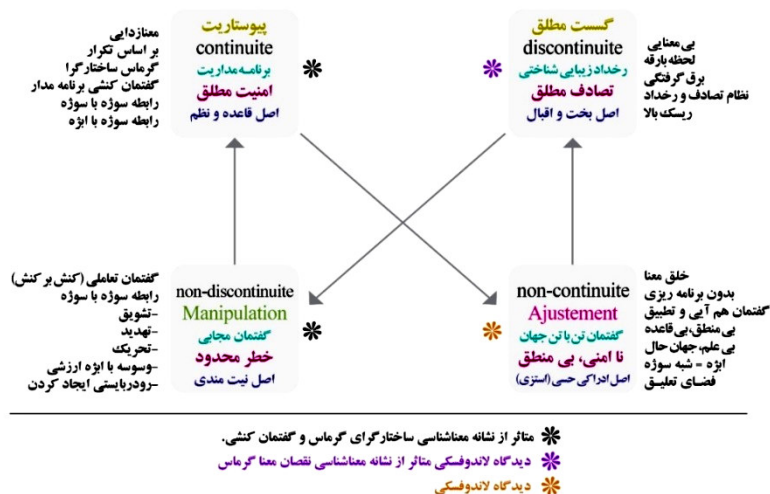 پیوستاریت
continuite
برنامه مداریت
امنیت مطلق
اصل قاعده و نظم
معنازدایی
بر اساس تکرار
گرماس ساختارگرا
گفتمان کنشی برنامه مدار
رابطه سوژه با سوژه
رابطه سوژه با ابژه
گسست مطلق
discontinuite
رخداد زیبایی شناختی
تصادف مطلق
اصل بخت و اقبال
بی معنایی
لحظه بارقه
برق گرفتگی
نظام تصادف و رخداد
ریسک بالا
non-discontinuite
Manipulation
گفتمان مجابی
خطر محدود
اصل نیت مندی
گفتمان تعاملی (کنش بر کنش)
رابطه سوژه با سوژه
-تشویق
-تهدید
-تحریک
-وسوسه با ابژه ارزشی
-رودربایستی ایجاد کردن
non-continuite
Ajustement
گفتمان تن با تن جهان
نا امنی، بی منطق
اصل ادراکی حسی (استزی)
خلق معنا
بدون برنامه ریزی
گفتمان هم آیی و تطبیق
بی منطق، بی قاعده
بی علم، جهان حال
ابژه = شبه سوژه
فضای تعلیق
متاثر از نشانه معناشناسی ساختارگرای گرماس و گفتمان کنشی.
دیدگاه لاندوفسکی متاثر از نشانه معناشناسی نقصان معنا گرماس
دیدگاه لاندوفسکی